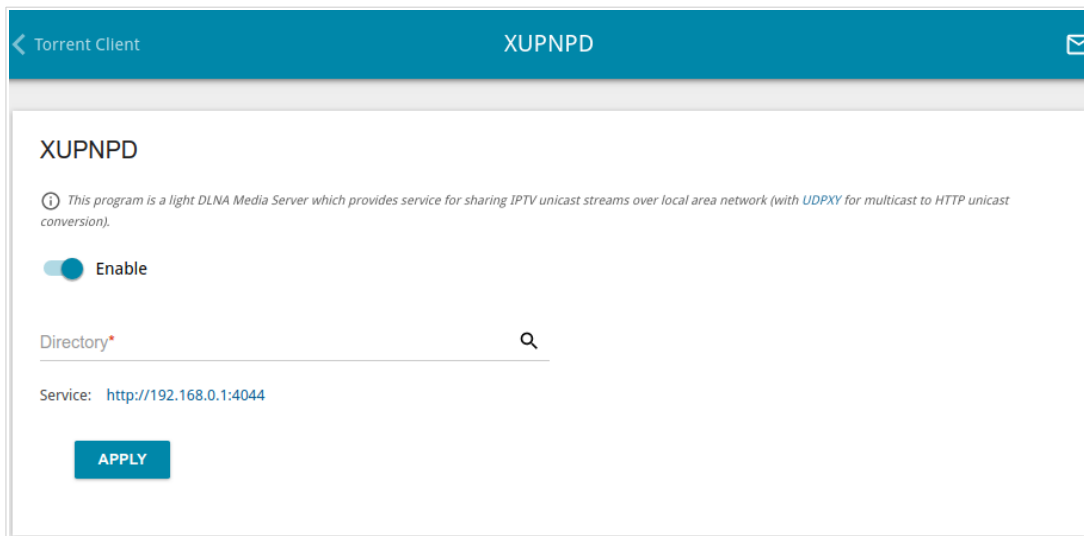 Torrent Client XUPNPD
XUPNPD
This program is a light DLNA Media Server which provides service for sharing IPTV unicast streams over local area network (with UDPXY for multicast to HTTP unicast
conversion).
Enable
Directory*
Service: http://192.168.0.1:4044
APPLY